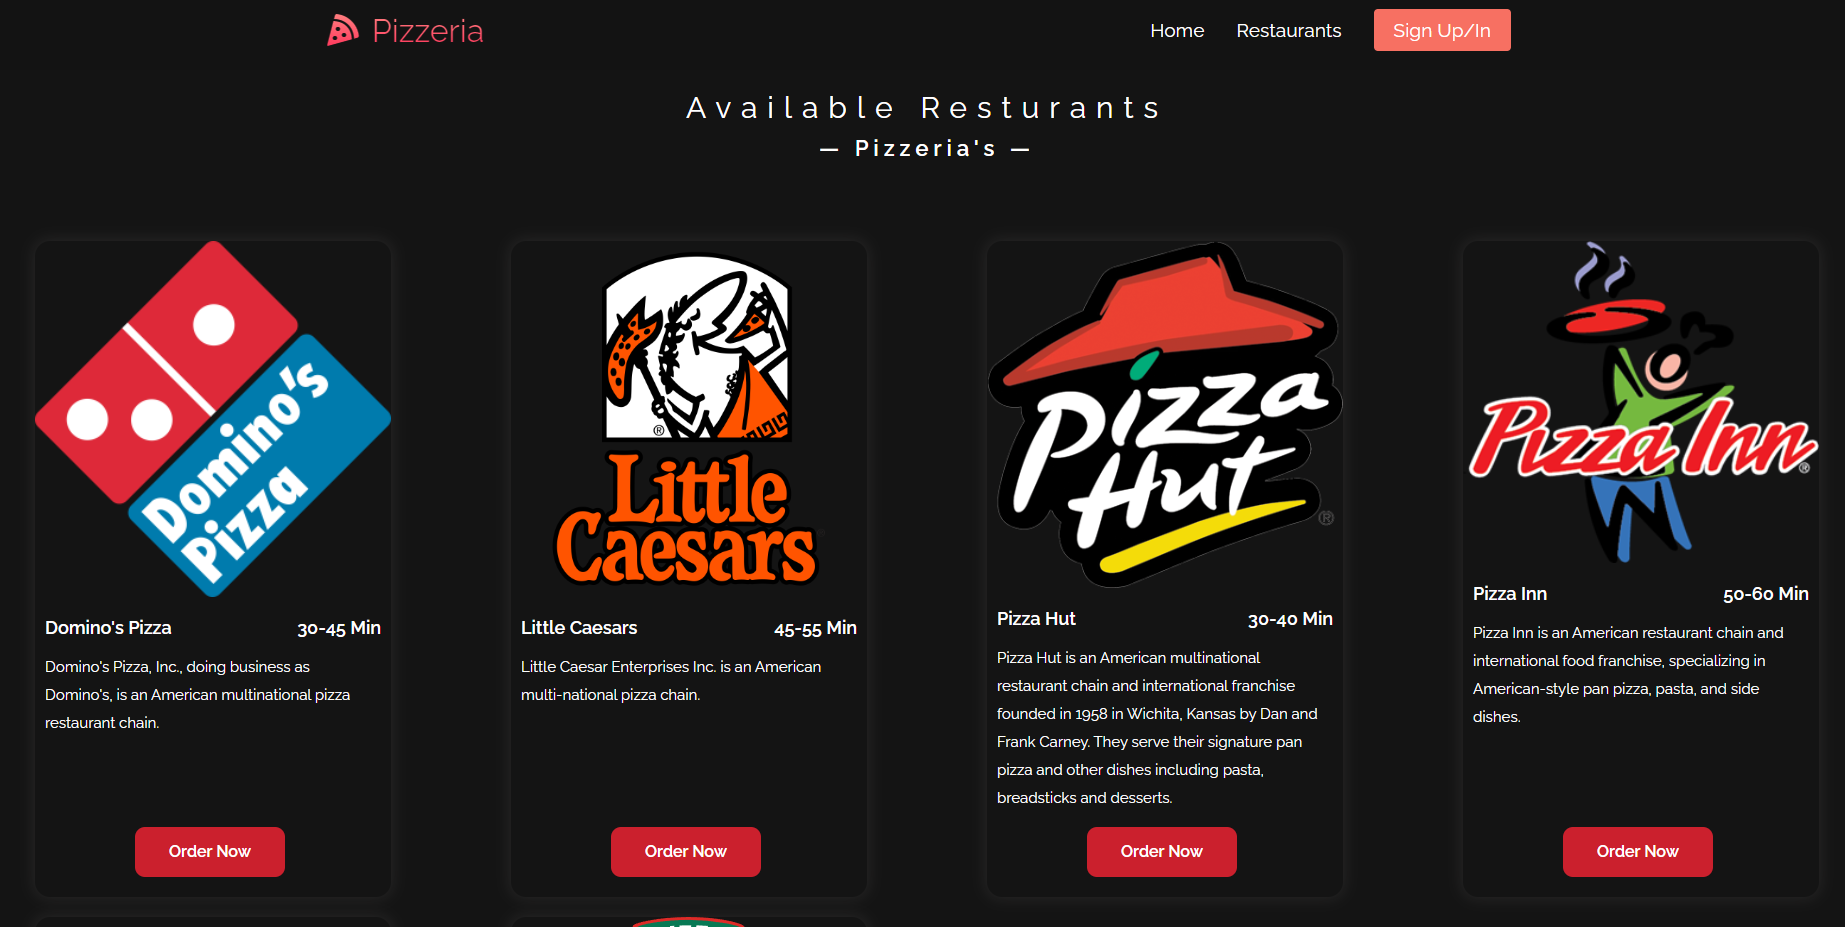 Pizzeria
Home Restaurants Sign Up/In
Available Resturants
— Pizzeria's —
Domino's
Pizza
Domino's Pizza 30-45 Min
Domino's Pizza, Inc., doing business as
Domino's, is an American multinational pizza
restaurant chain.
Order Now
®
Little
Caesars
Little Caesars 45-55 Min
Little Caesar Enterprises Inc. is an American
multi-national pizza chain.
Order Now
Pizza
Hut
®
Pizza Hut 30-40 Min
Pizza Hut is an American multinational
restaurant chain and international franchise
founded in 1958 in Wichita, Kansas by Dan and
Frank Carney. They serve their signature pan
pizza and other dishes including pasta,
breadsticks and desserts.
Order Now
Pizza Inn®
Pizza Inn 50-60 Min
Pizza Inn is an American restaurant chain and
international food franchise, specializing in
American-style pan pizza, pasta, and side
dishes.
Order Now